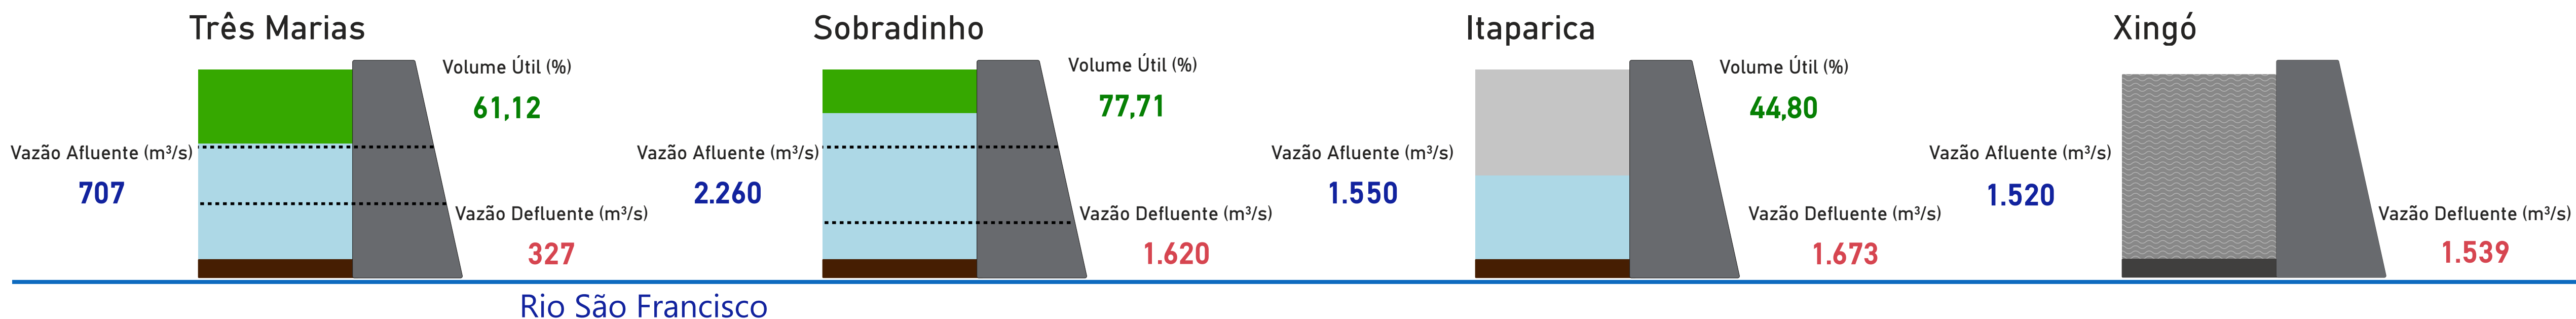 Três Marias
Volume Útil (%)
61,12
Vazão Afluente (m³/s)
707
Vazão Defluente (m³/s)
327
Sobradinho
Volume Útil (%)
77,71
Vazão Afluente (m³/s)
2.260
Vazão Defluente (m³/s)
1.620
Itaparica
Volume Útil (%)
44,80
Vazão Afluente (m³/s)
1.550
Vazão Defluente (m³/s)
1.673
Xingó
Vazão Afluente (m³/s)
1.520
Vazão Defluente (m³/s)
1.539
Rio São Francisco